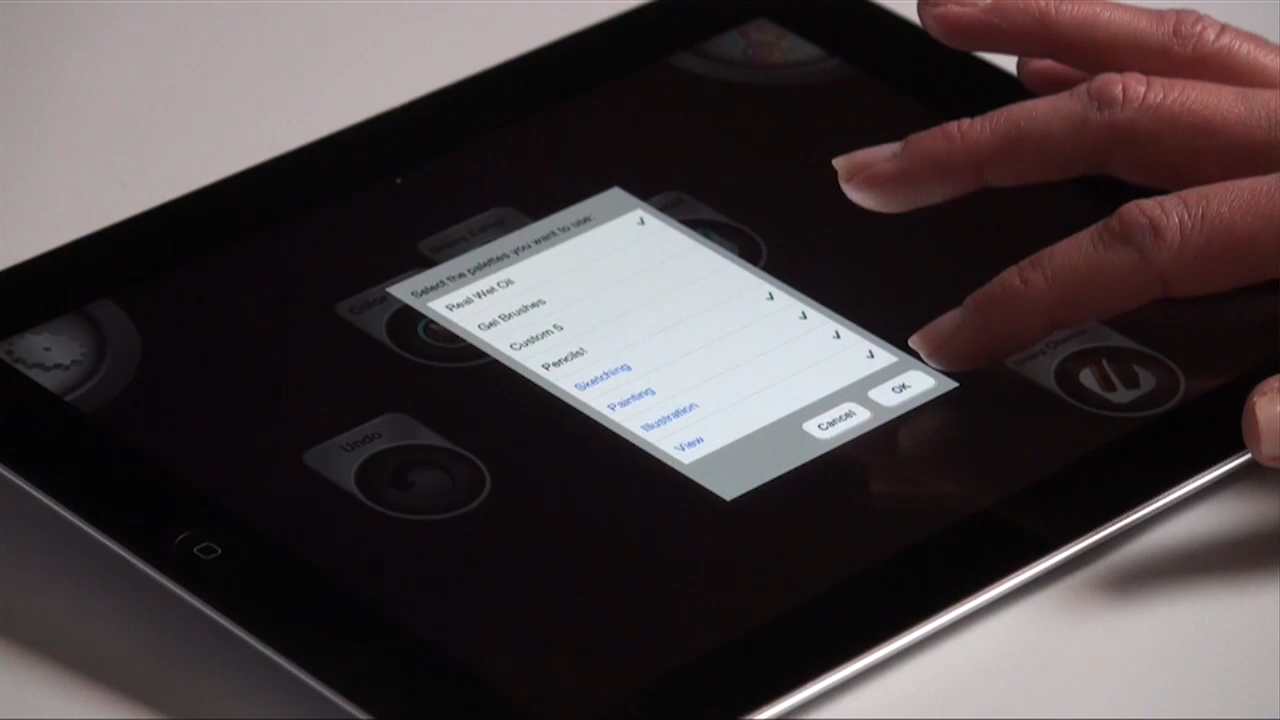 Select the palettes you want to use:
Real Wet Oil
Gel Brushes
Custom 5
Pencils!
Sketching
Painting
Illustration
View
Cancel
OK
Color
Undo